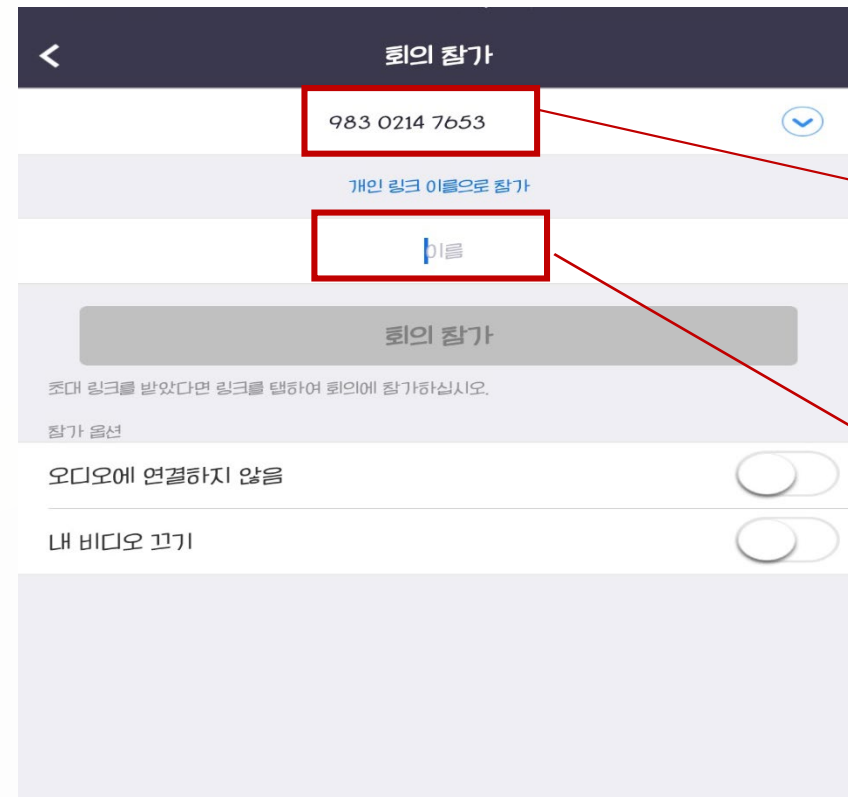 회의 참가
983 0214 7653
개인 링크 이름으로 참가
이름
회의 참가
초대 링크를 받았다면 링크를 탭하여 회의에 참가하십시오.
참가 옵션
오디오에 연결하지 않음
내 비디오 끄기